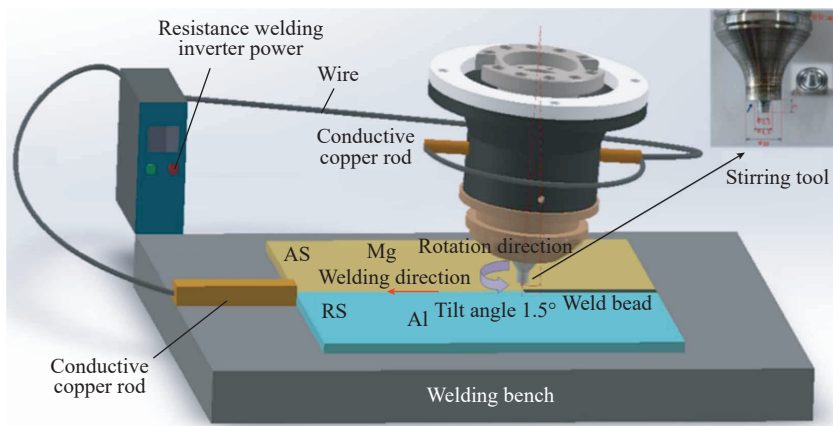 Resistance welding
inverter power
Wire
Conductive
copper rod
Stirring tool
AS
Mg
Rotation direction
Welding direction
RS
Al
Tilt angle 1.5°
Weld bead
Conductive
copper rod
Welding bench